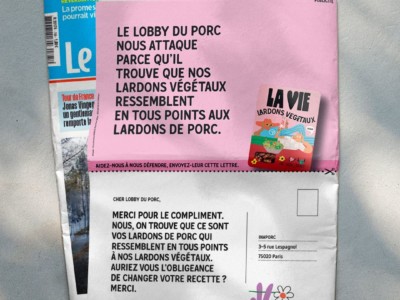 La promesse
pourrait vi
Le
Tour de France
Jonas Vingeg
un gentleman
remporte
LE LOBBY DU PORC
NOUS ATTAQUE
PARCE QU'IL
TROUVE QUE NOS
LARDONS VÉGÉTAUX
RESSEMBLENT
EN TOUS POINTS AUX
LARDONS DE PORC.
LA VIE
LARDONS VÉGÉTAUX
AIDEZ-NOUS À NOUS DÉFENDRE, ENVOYEZ-LEUR CETTE LETTRE.
CHER LOBBY DU PORC,
MERCI POUR LE COMPLIMENT.
NOUS, ON TROUVE QUE CE SONT
VOS LARDONS DE PORC QUI
RESSEMBLENT EN TOUS POINTS
À NOS LARDONS VÉGÉTAUX.
AURIEZ VOUS L'OBLIGEANCE
DE CHANGER VOTRE RECETTE ?
MERCI.
INAPORC
3-5 rue Lespagnol
75020 Paris